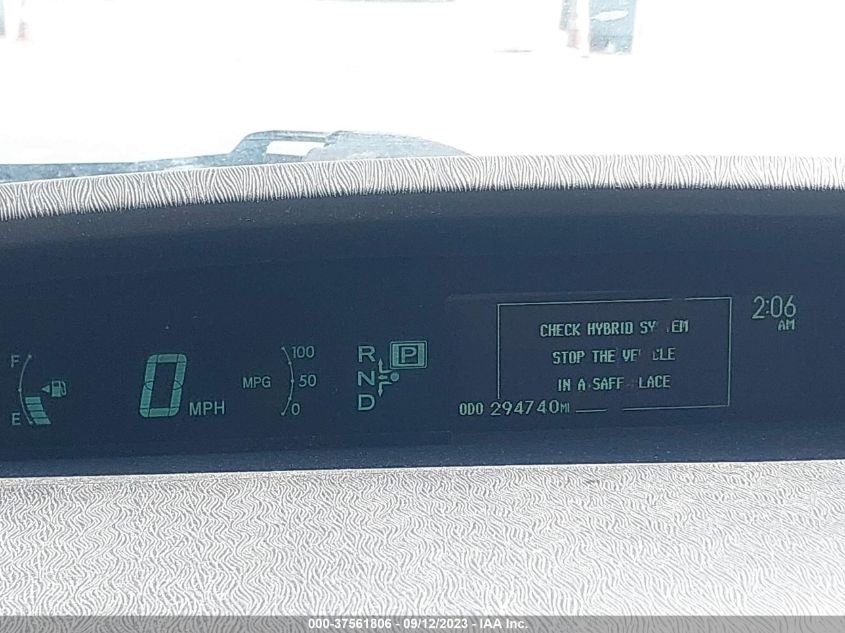 F
E
0 MPH
MPG
100
50
0
R
N
D
P
CHECK HYBRID
STOP THE
IN A
ODO 294740MI
2:06
AM
000-37561806 - 09/12/2023 - IAA Inc.